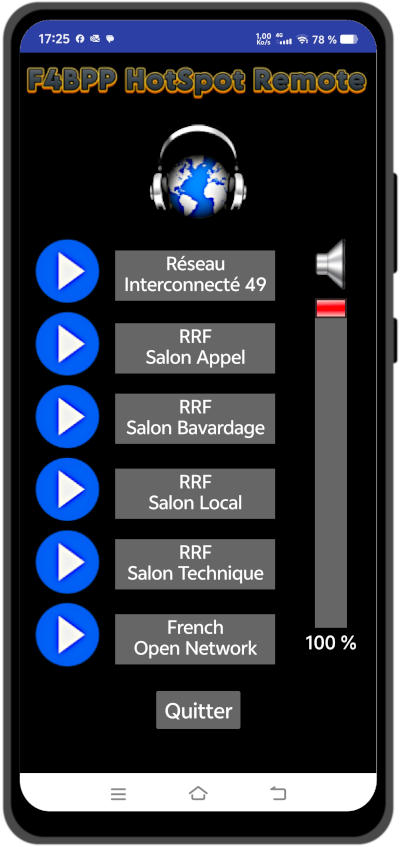 17:25 1,00 Ko/s 4G 78 %
F4BPP HotSpot Remote
Réseau
Interconnecté 49
RRF
Salon Appel
RRF
Salon Bavardage
RRF
Salon Local
RRF
Salon Technique
French
Open Network
100 %
Quitter